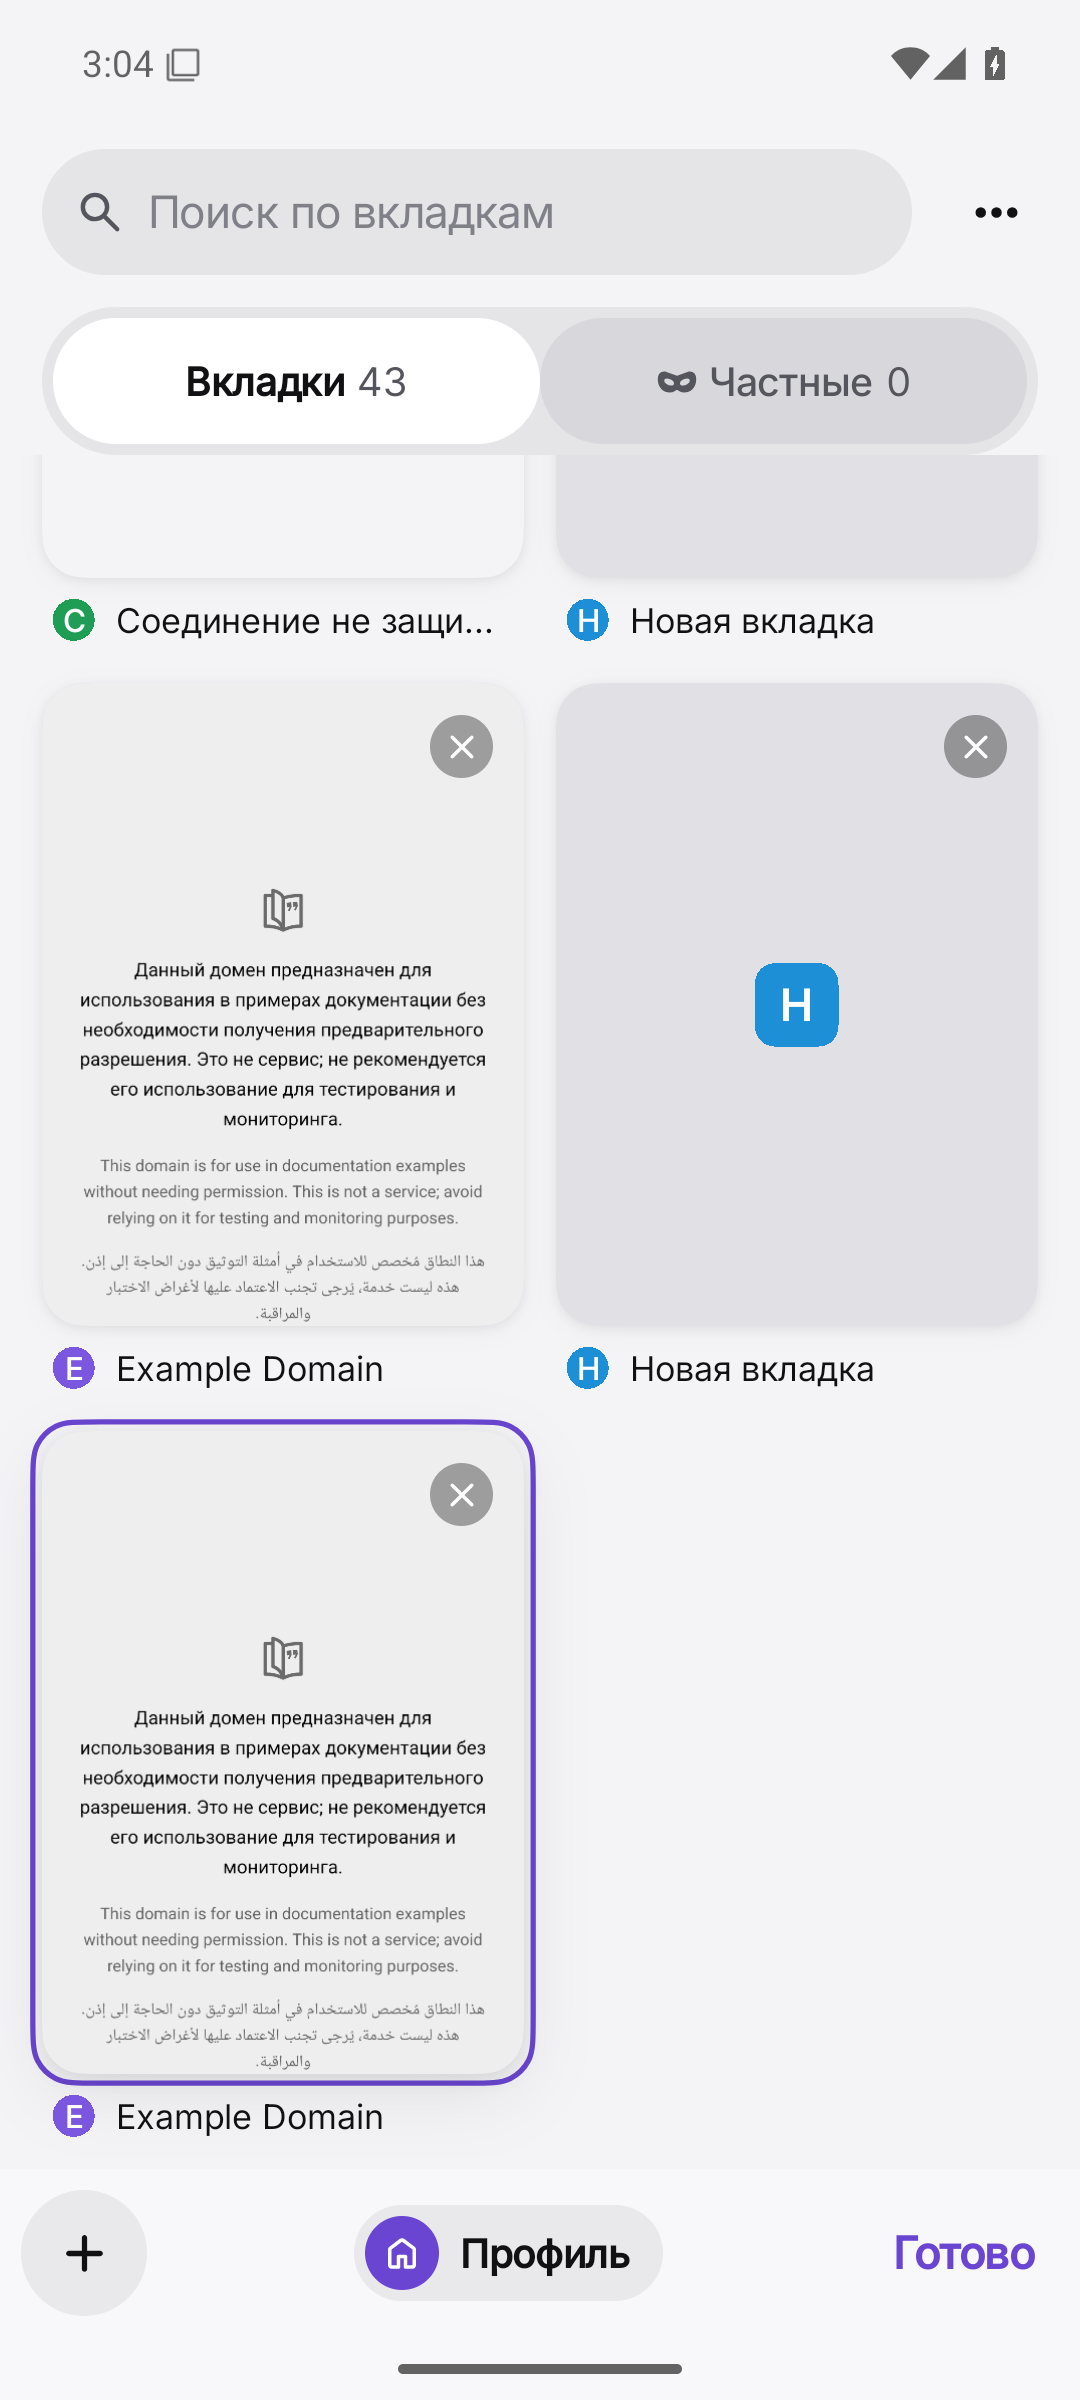 3:04
Поиск по вкладкам
Вкладки 43
Частные 0
C Соединение не защи...
Н Новая вкладка
Данный домен предназначен для
использования в примерах документации без
необходимости получения предварительного
разрешения. Это не сервис; не рекомендуется
его использование для тестирования и
мониторинга.
This domain is for use in documentation examples
without needing permission. This is not a service; avoid
relying on it for testing and monitoring purposes.
هذا النطاق مُخصص للاستخدام في أمثلة التوثيق دون الحاجة إلى إذن.
هذه ليست خدمة، يُرجى تجنب الاعتماد عليها لأغراض الاختبار
والمراقبة.
Н
E Example Domain
Н Новая вкладка
Данный домен предназначен для
использования в примерах документации без
необходимости получения предварительного
разрешения. Это не сервис; не рекомендуется
его использование для тестирования и
мониторинга.
This domain is for use in documentation examples
without needing permission. This is not a service; avoid
relying on it for testing and monitoring purposes.
هذا النطاق مُخصص للاستخدام في أمثلة التوثيق دون الحاجة إلى إذن.
هذه ليست خدمة، يُرجى تجنب الاعتماد عليها لأغراض الاختبار
والمراقبة.
E Example Domain
Профиль
Готово